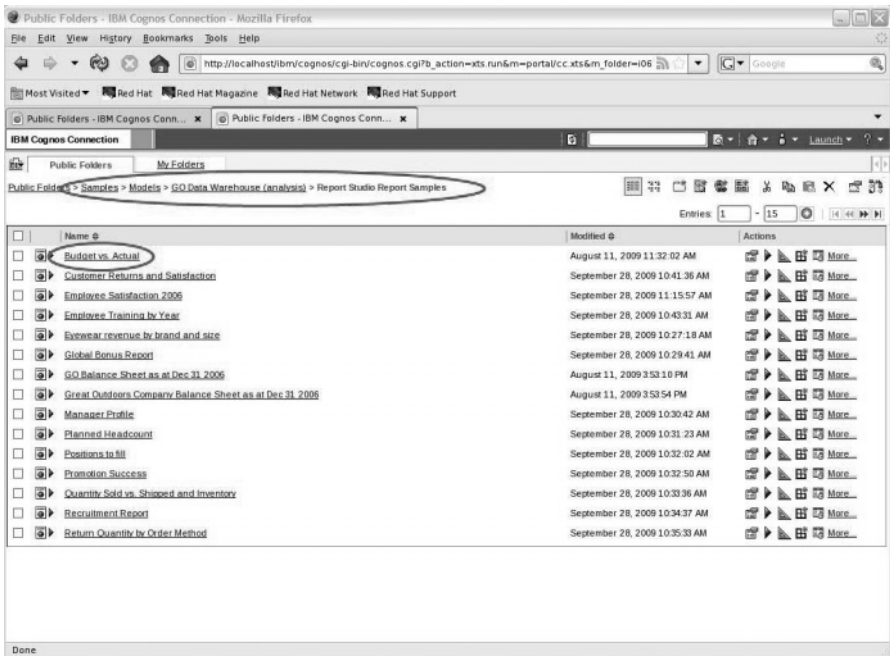 Public Folders - IBM Cognos Connection - Mozilla Firefox
File Edit View History Bookmarks Tools Help
http://localhost/ibm/cognos/cgi-bin/cognos.cgi?b_action=xts.run&m=portal/cc.xts&m_folder=i06 Google
Most Visited Red Hat Red Hat Magazine Red Hat Network Red Hat Support
Public Folders - IBM Cognos Conn... Public Folders - IBM Cognos Conn...
IBM Cognos Connection Launch ?
Public Folders My Folders
Public Folders > Samples > Models > GO Data Warehouse (analysis) > Report Studio Report Samples
Entries: 1 - 15
Name Modified Actions
Budget vs. Actual August 11, 2009 11:32:02 AM More...
Customer Returns and Satisfaction September 28, 2009 10:41:36 AM More...
Employee Satisfaction 2006 September 28, 2009 11:15:57 AM More...
Employee Training by Year September 28, 2009 10:43:31 AM More...
Eyewear revenue by brand and size September 28, 2009 10:27:18 AM More...
Global Bonus Report September 28, 2009 10:29:41 AM More...
GO Balance Sheet as at Dec 31 2006 August 11, 2009 3:53:10 PM More...
Great Outdoors Company Balance Sheet as at Dec 31 2006 August 11, 2009 3:53:54 PM More...
Manager Profile September 28, 2009 10:30:42 AM More...
Planned Headcount September 28, 2009 10:31:23 AM More...
Positions to fill September 28, 2009 10:32:02 AM More...
Promotion Success September 28, 2009 10:32:50 AM More...
Quantity Sold vs. Shipped and Inventory September 28, 2009 10:33:36 AM More...
Recruitment Report September 28, 2009 10:34:37 AM More...
Return Quantity by Order Method September 28, 2009 10:35:33 AM More...
Done